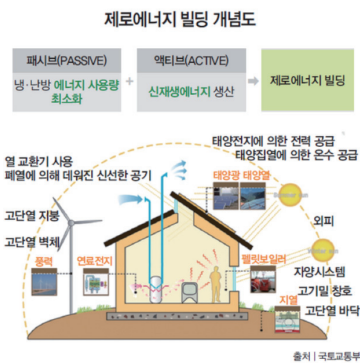 제로에너지 빌딩 개념도
패시브(PASSIVE)
냉·난방 에너지 사용량
최소화
+
액티브(ACTIVE)
신재생에너지 생산
제로에너지 빌딩
태양전지에 의한 전력 공급
태양집열에 의한 온수 공급
열 교환기 사용
폐열에 의해 데워진 신선한 공기
태양광 태양열
고단열 지붕
외피
고단열 벽체
풍력
연료전지
펠릿보일러
자양시스템
고기밀 창호
지열
고단열 바닥
출처 | 국토교통부